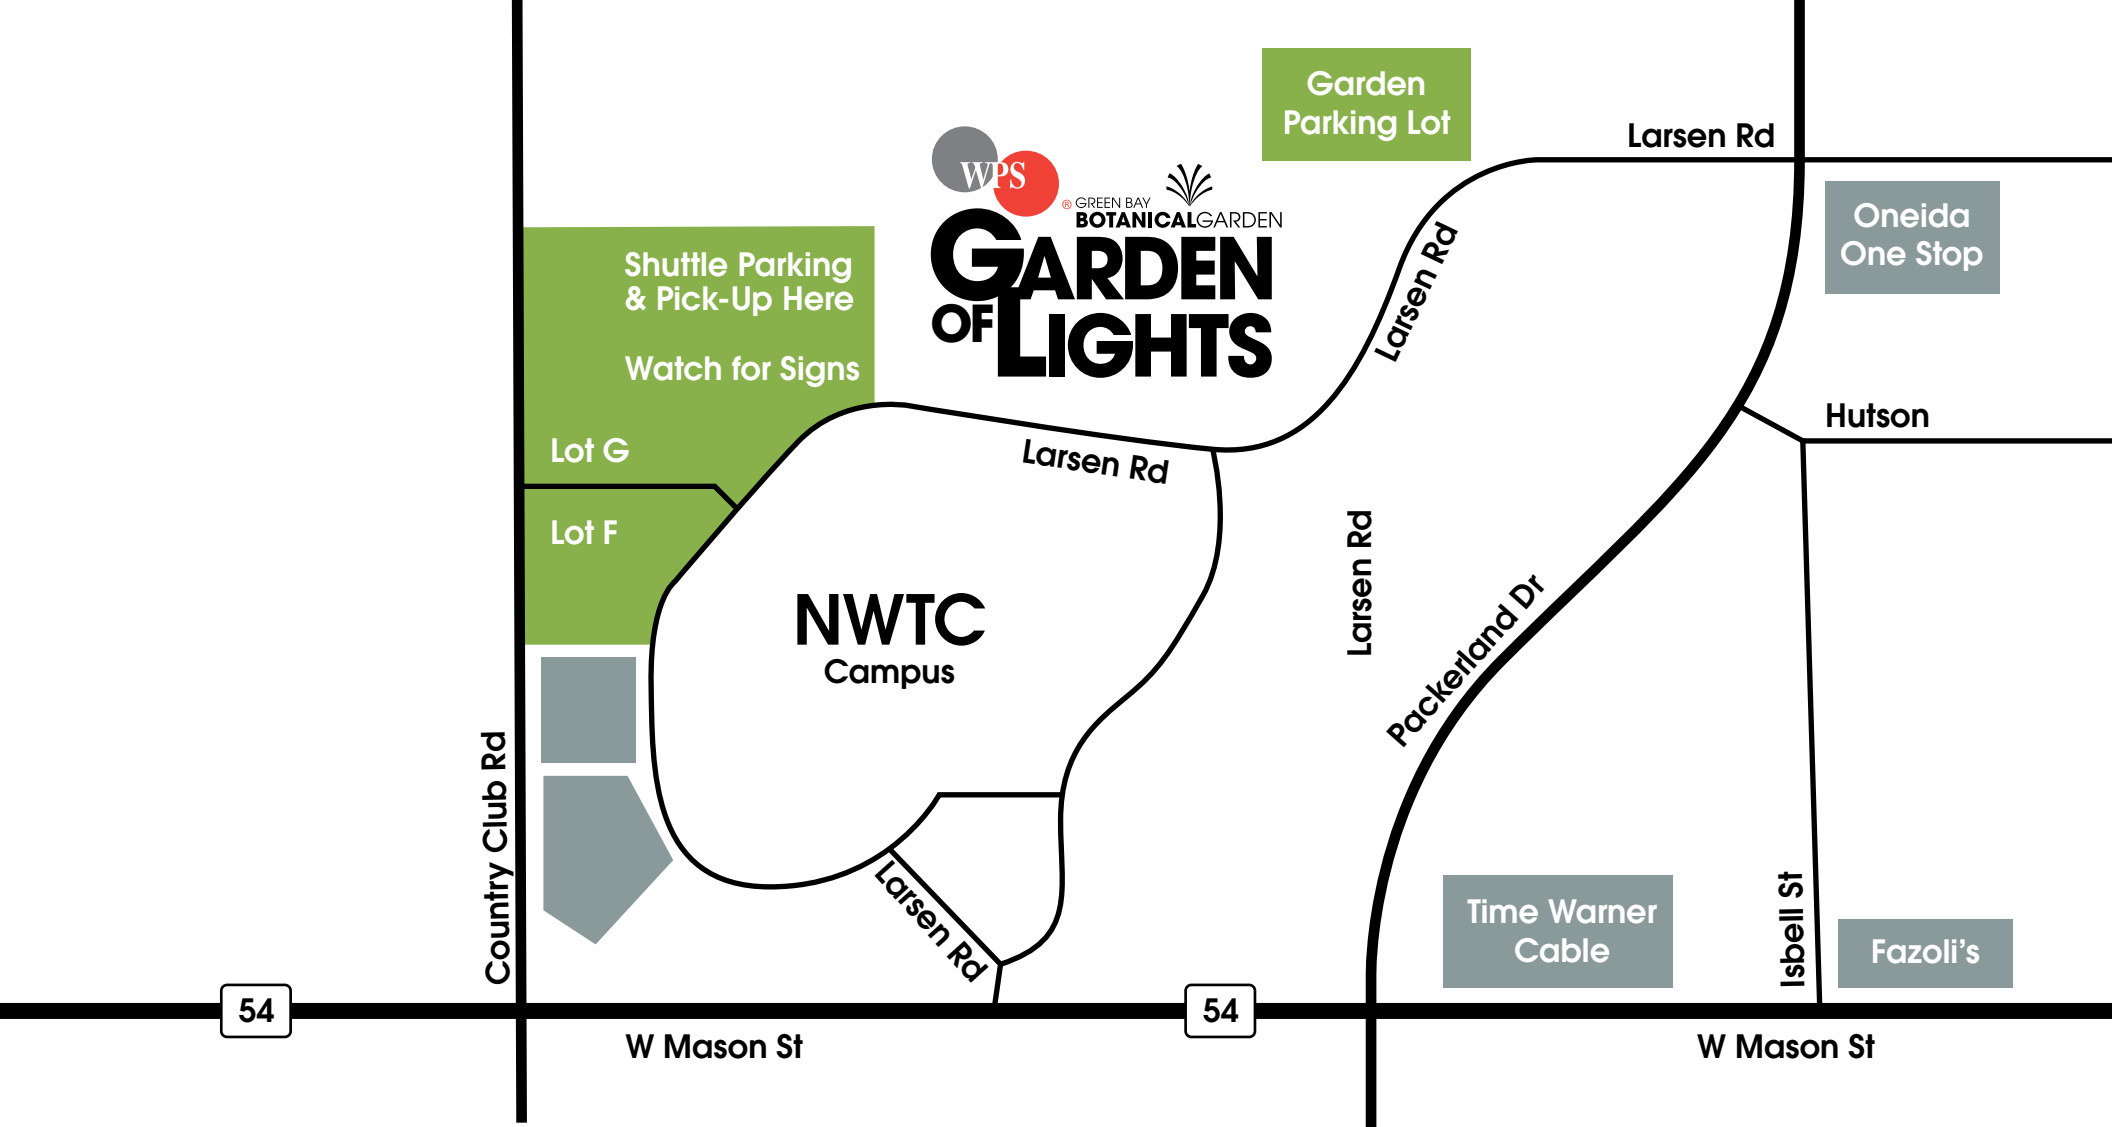 Garden
Parking Lot
Larsen Rd
WPS
® GREEN BAY
BOTANICALGARDEN
GARDEN
OF LIGHTS
Oneida
One Stop
Shuttle Parking
& Pick-Up Here
Watch for Signs
Larsen Rd
Hutson
Lot G
Larsen Rd
Lot F
Larsen Rd
NWTC
Campus
Packerland Dr
Country Club Rd
Larsen Rd
Time Warner
Cable
Isbell St
Fazoli's
54
54
W Mason St
W Mason St